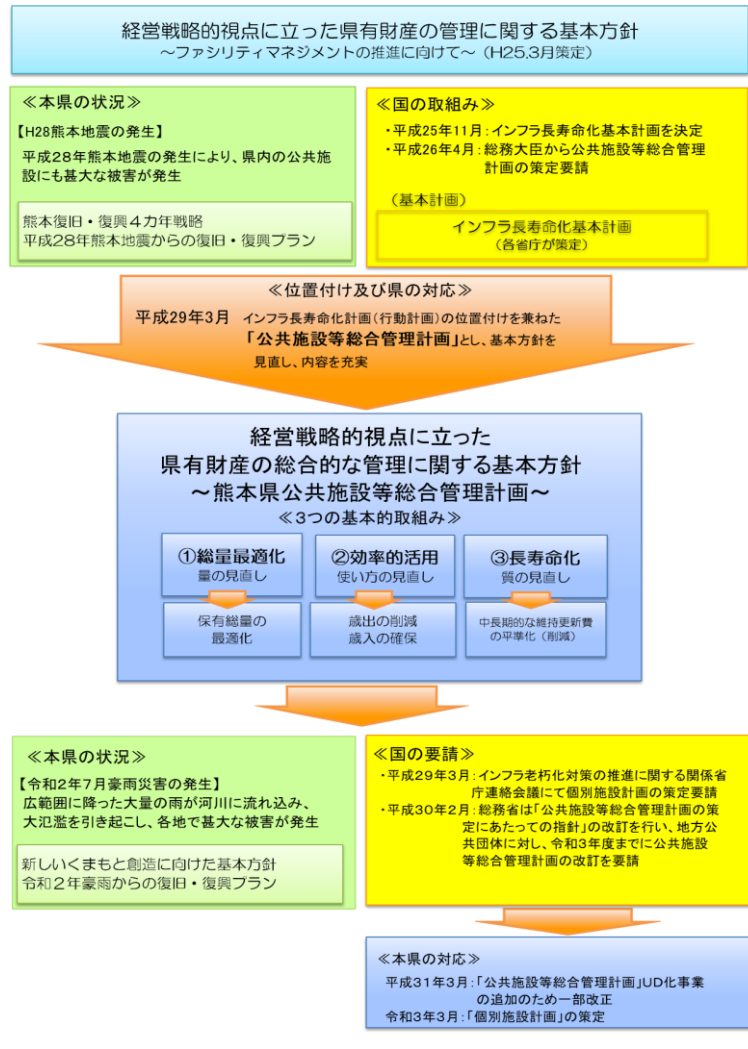 経営戦略的視点に立った県有財産の管理に関する基本方針
～ファシリティマネジメントの推進に向けて～（H25.3月策定）
≪本県の状況≫
【H28熊本地震の発生】
平成28年熊本地震の発生により、県内の公共施
設にも甚大な被害が発生
熊本復旧・復興４カ年戦略
平成28年熊本地震からの復旧・復興プラン
≪国の取組み≫
・平成25年11月：インフラ長寿命化基本計画を決定
・平成26年4月：総務大臣から公共施設等総合管理
計画の策定要請
（基本計画）
インフラ長寿命化基本計画
（各省庁が策定）
≪位置付け及び県の対応≫
平成29年3月　インフラ長寿命化計画（行動計画）の位置付けを兼ねた
「公共施設等総合管理計画」とし、基本方針を
見直し、内容を充実
経営戦略的視点に立った
県有財産の総合的な管理に関する基本方針
～熊本県公共施設等総合管理計画～
≪3つの基本的取組み≫
①総量最適化
量の見直し
保有総量の
最適化
②効率的活用
使い方の見直し
歳出の削減
歳入の確保
③長寿命化
質の見直し
中長期的な維持更新費
の平準化（削減）
≪本県の状況≫
【令和2年7月豪雨災害の発生】
広範囲に降った大量の雨が河川に流れ込み、
大氾濫を引き起こし、各地で甚大な被害が発生
新しいくまもと創造に向けた基本方針
令和２年豪雨からの復旧・復興プラン
≪国の要請≫
・平成29年3月：インフラ老朽化対策の推進に関する関係省
庁連絡会議にて個別施設計画の策定要請
・平成30年2月：総務省は「公共施設等総合管理計画の策
定にあたっての指針」の改訂を行い、地方公
共団体に対し、令和3年度までに公共施設
等総合管理計画の改訂を要請
≪本県の対応≫
平成31年3月：「公共施設等総合管理計画」UD化事業
の追加のため一部改正
令和3年3月：「個別施設計画」の策定